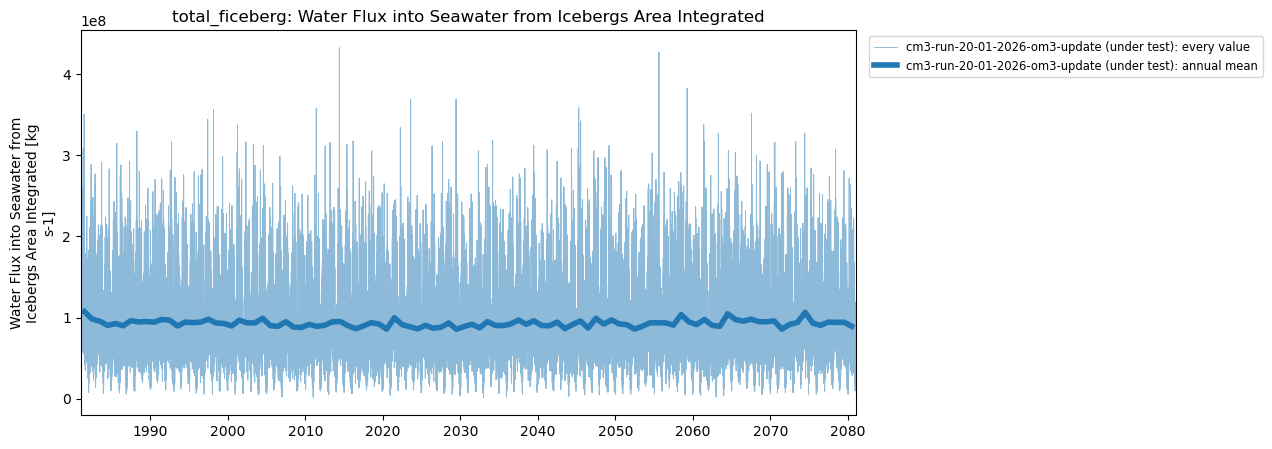 total_ficeberg: Water Flux into Seawater from Icebergs Area Integrated
1e8
cm3-run-20-01-2026-om3-update (under test): every value
cm3-run-20-01-2026-om3-update (under test): annual mean
Water Flux into Seawater from
Icebergs Area Integrated [kg
s-1]
4
3
2
1
0
1990 2000 2010 2020 2030 2040 2050 2060 2070 2080